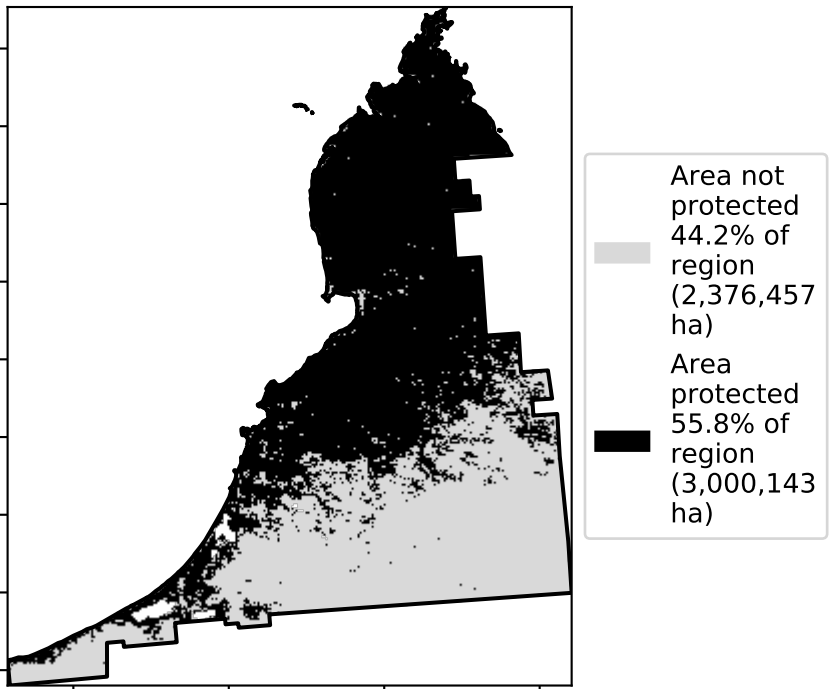 Area not
protected
44.2% of
region
(2,376,457
ha)
Area
protected
55.8% of
region
(3,000,143
ha)